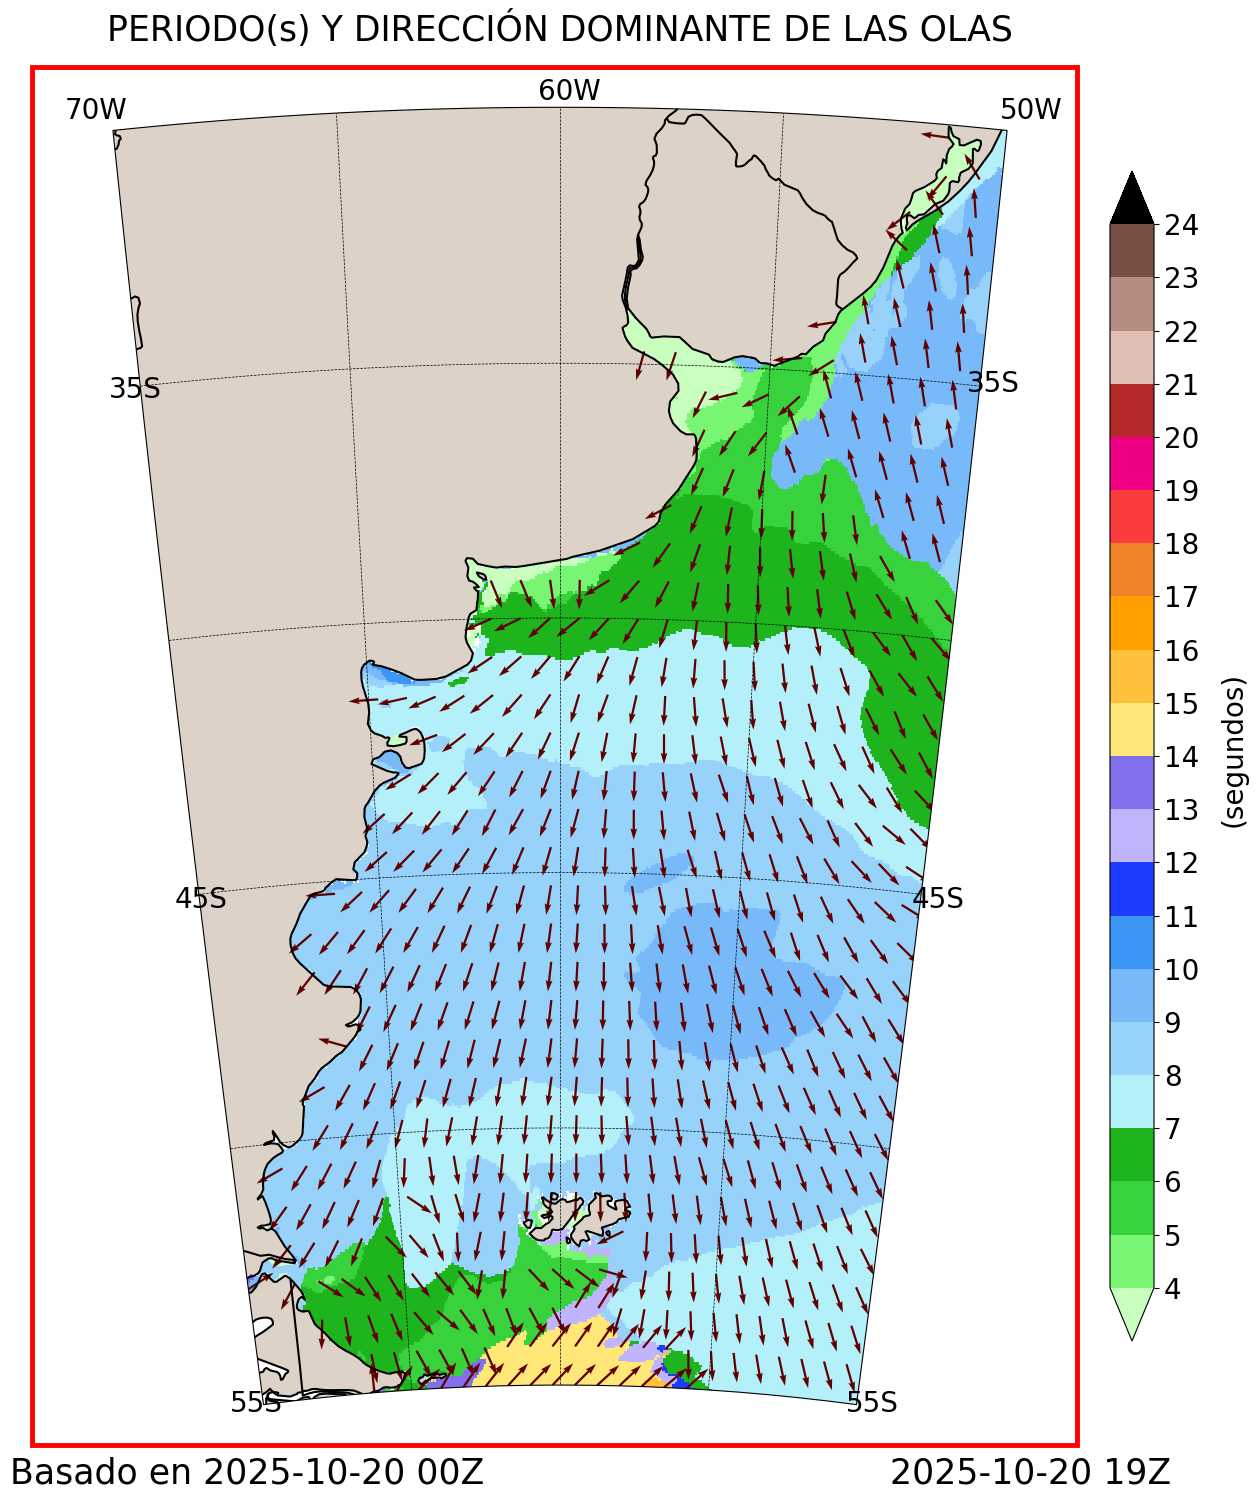 PERIODO(s) Y DIRECCIÓN DOMINANTE DE LAS OLAS
70W
60W
50W
35S
35S
45S
45S
55S
55S
24
23
22
21
20
19
18
17
16
15
14
13
12
11
10
9
8
7
6
5
4
(segundos)
Basado en 2025-10-20 00Z
2025-10-20 19Z